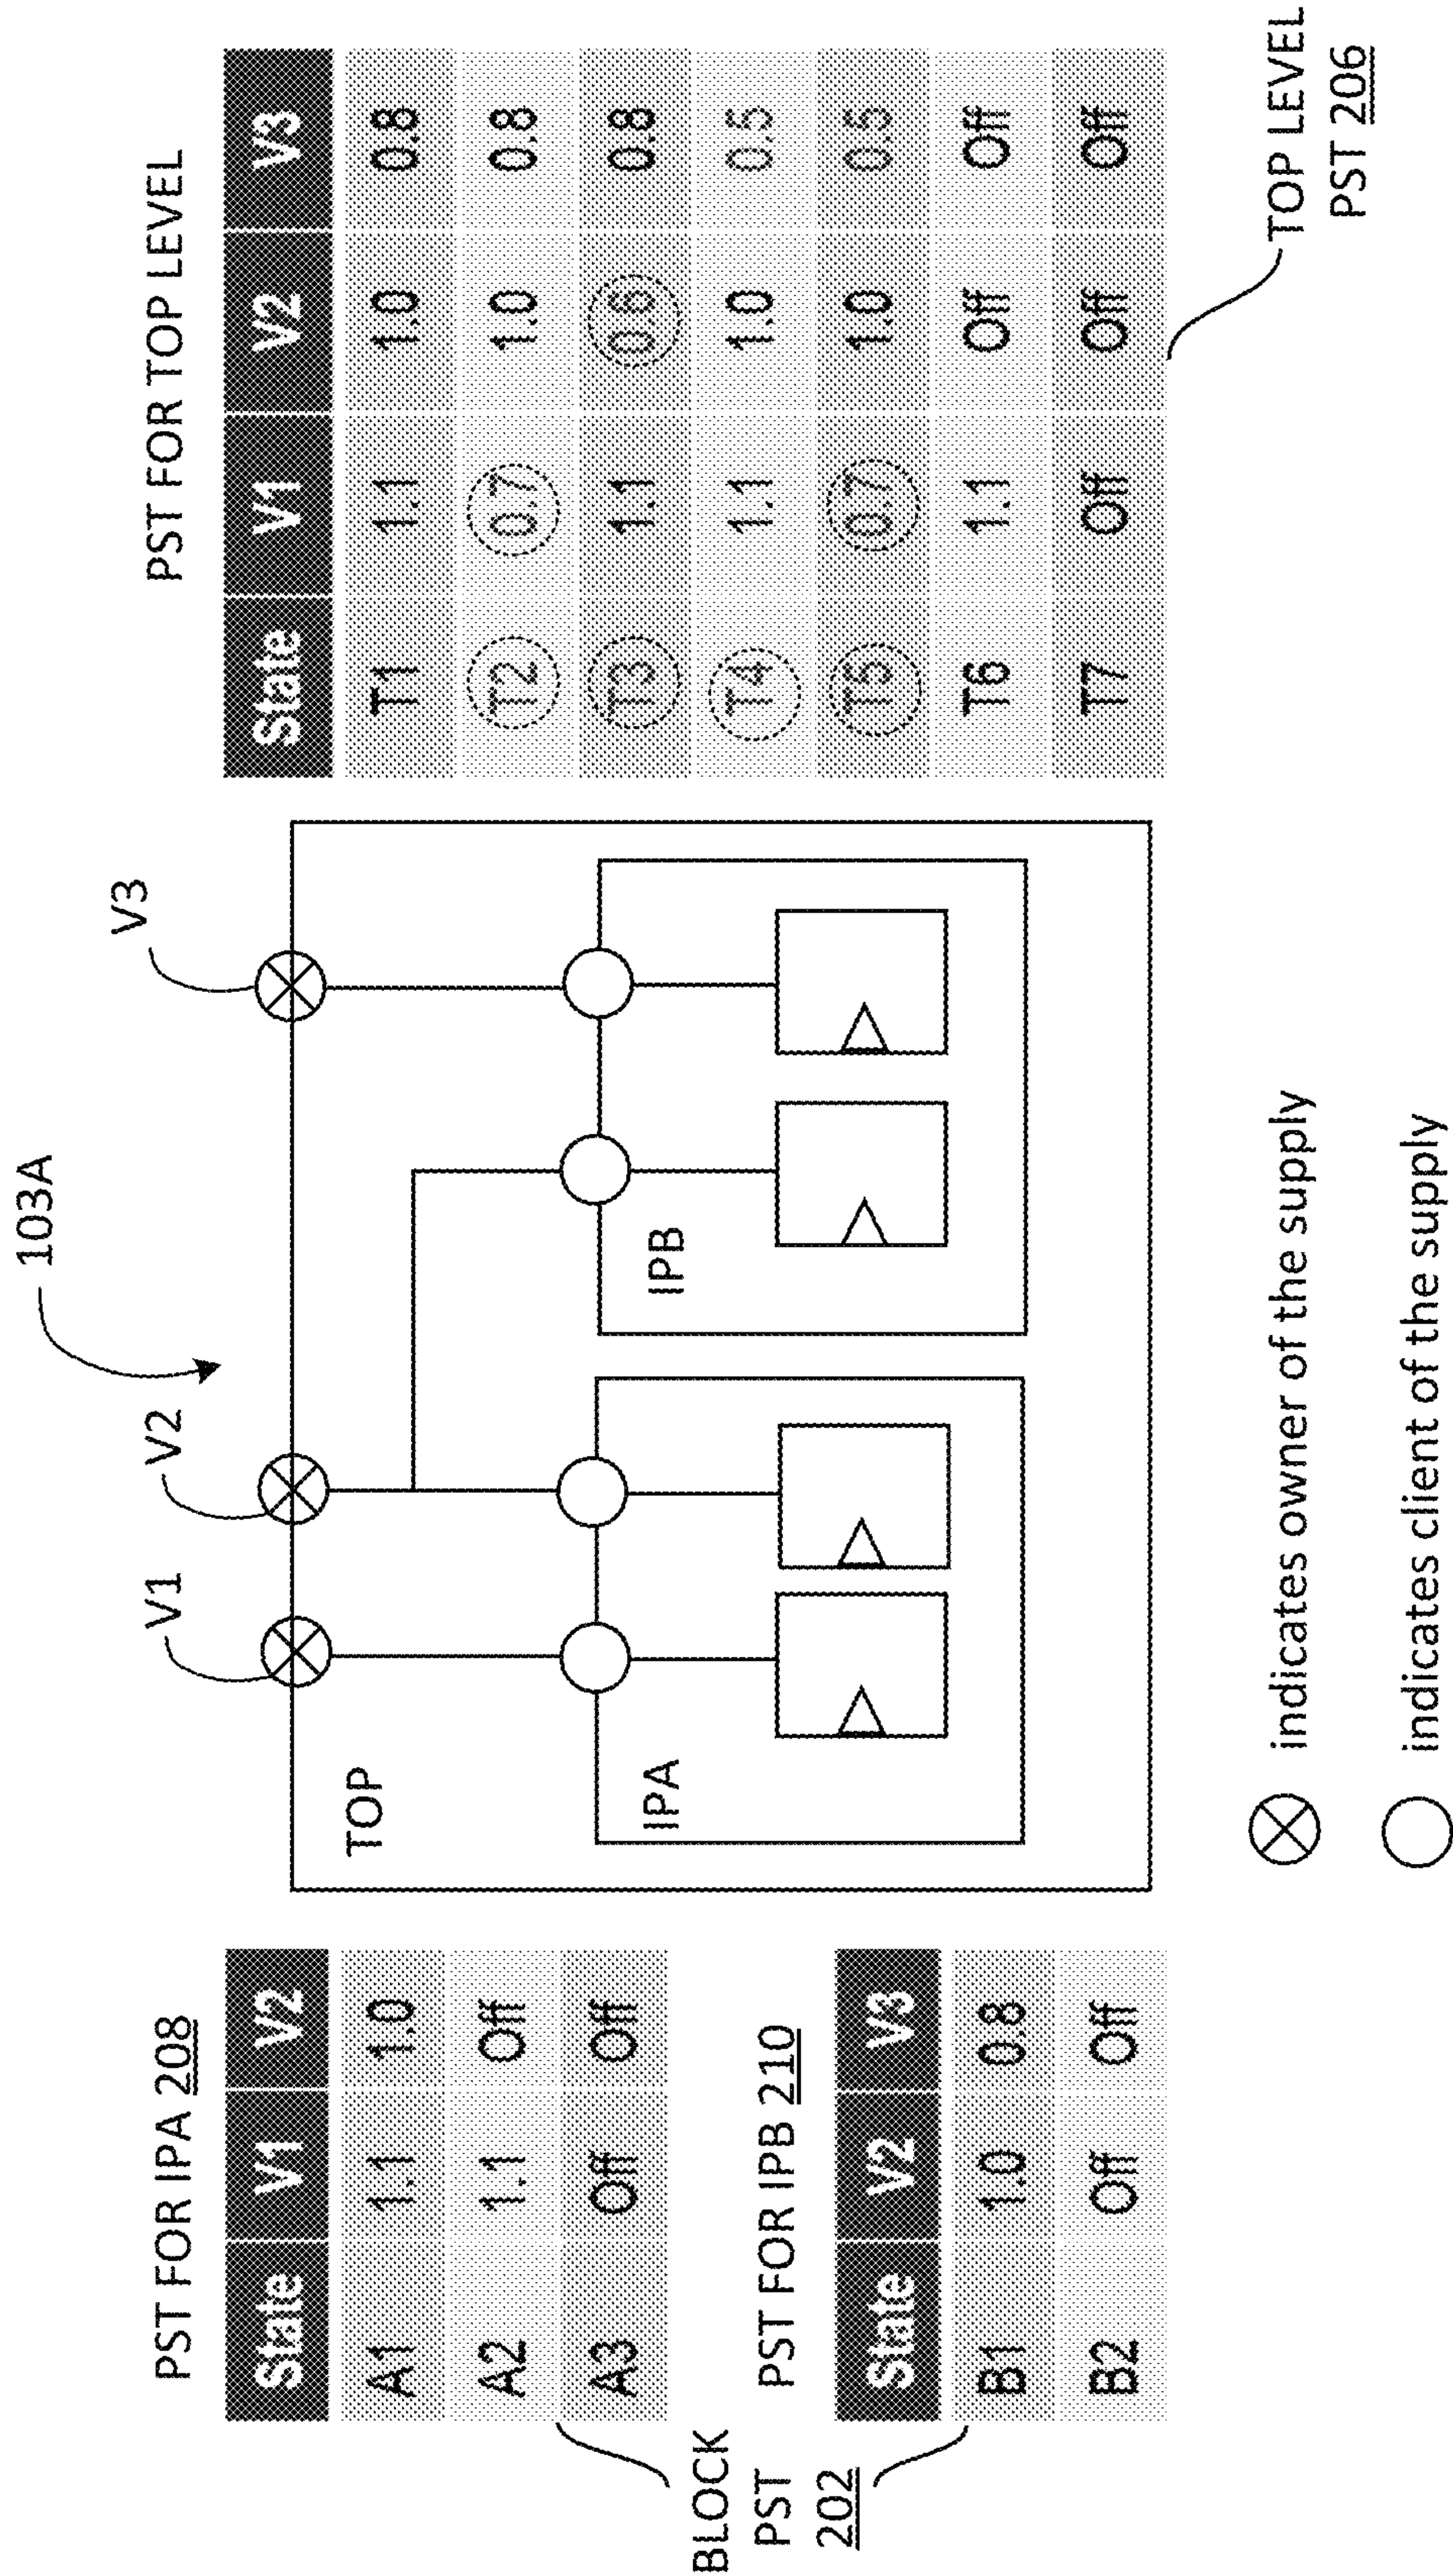 103A
PST FOR IPA 208
State V1 V2
A1 1.1 1.0
A2 1.1 Off
A3 Off Off
BLOCK
PST
202
PST FOR IPB 210
State V2 V3
B1 1.0 0.8
B2 Off Off
V1
V2
V3
TOP
IPA
IPB
indicates owner of the supply
indicates client of the supply
PST FOR TOP LEVEL
State V1 V2 V3
T1 1.1 1.0 0.8
T2 0.7 1.0 0.8
T3 1.1 0.6 0.8
T4 1.1 1.0 0.5
T5 0.7 1.0 0.5
T6 1.1 Off Off
T7 Off Off Off
TOP LEVEL
PST 206